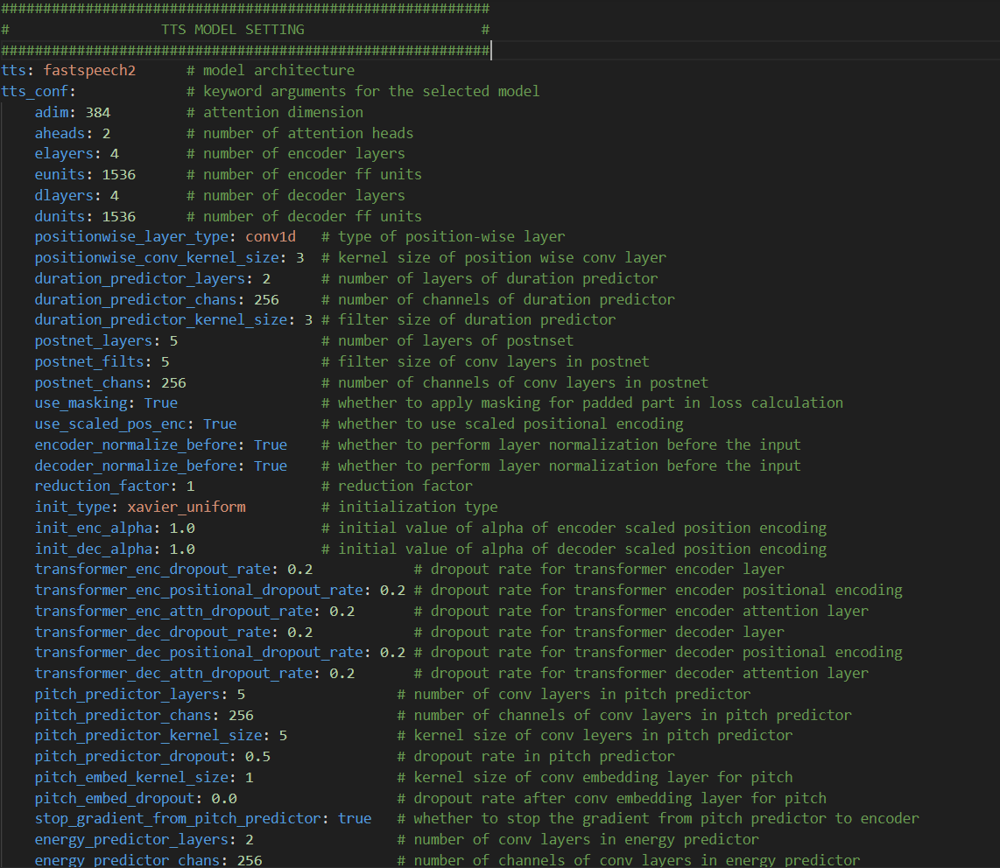 ##########################################################
#                  TTS MODEL SETTING                     #
##########################################################
tts: fastspeech2      # model architecture
tts_conf:             # keyword arguments for the selected model
    adim: 384         # attention dimension
    aheads: 2         # number of attention heads
    elayers: 4        # number of encoder layers
    eunits: 1536      # number of encoder ff units
    dlayers: 4        # number of decoder layers
    dunits: 1536      # number of decoder ff units
    positionwise_layer_type: conv1d   # type of position-wise layer
    positionwise_conv_kernel_size: 3  # kernel size of position wise conv layer
    duration_predictor_layers: 2      # number of layers of duration predictor
    duration_predictor_chans: 256     # number of channels of duration predictor
    duration_predictor_kernel_size: 3 # filter size of duration predictor
    postnet_layers: 5                 # number of layers of postnset
    postnet_filts: 5                  # filter size of conv layers in postnet
    postnet_chans: 256                # number of channels of conv layers in postnet
    use_masking: True                 # whether to apply masking for padded part in loss calculation
    use_scaled_pos_enc: True          # whether to use scaled positional encoding
    encoder_normalize_before: True    # whether to perform layer normalization before the input
    decoder_normalize_before: True    # whether to perform layer normalization before the input
    reduction_factor: 1               # reduction factor
    init_type: xavier_uniform         # initialization type
    init_enc_alpha: 1.0               # initial value of alpha of encoder scaled position encoding
    init_dec_alpha: 1.0               # initial value of alpha of decoder scaled position encoding
    transformer_enc_dropout_rate: 0.2            # dropout rate for transformer encoder layer
    transformer_enc_positional_dropout_rate: 0.2 # dropout rate for transformer encoder positional encoding
    transformer_enc_attn_dropout_rate: 0.2       # dropout rate for transformer encoder attention layer
    transformer_dec_dropout_rate: 0.2            # dropout rate for transformer decoder layer
    transformer_dec_positional_dropout_rate: 0.2 # dropout rate for transformer decoder positional encoding
    transformer_dec_attn_dropout_rate: 0.2       # dropout rate for transformer decoder attention layer
    pitch_predictor_layers: 5                  # number of conv layers in pitch predictor
    pitch_predictor_chans: 256                 # number of channels of conv layers in pitch predictor
    pitch_predictor_kernel_size: 5             # kernel size of conv leyers in pitch predictor
    pitch_predictor_dropout: 0.5               # dropout rate in pitch predictor
    pitch_embed_kernel_size: 1                 # kernel size of conv embedding layer for pitch
    pitch_embed_dropout: 0.0                   # dropout rate after conv embedding layer for pitch
    stop_gradient_from_pitch_predictor: true   # whether to stop the gradient from pitch predictor to encoder
    energy_predictor_layers: 2                 # number of conv layers in energy predictor
    energy_predictor_chans: 256                # number of channels of conv layers in energy predictor